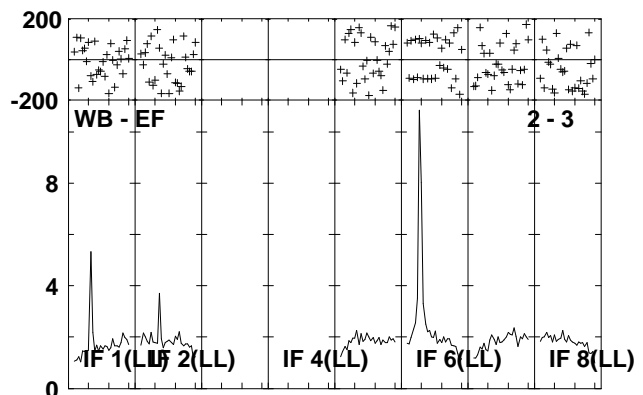 200
-200
WB - EF 2 - 3
8
4
0
IF 1(LL) IF 2(LL) IF 4(LL) IF 6(LL) IF 8(LL)